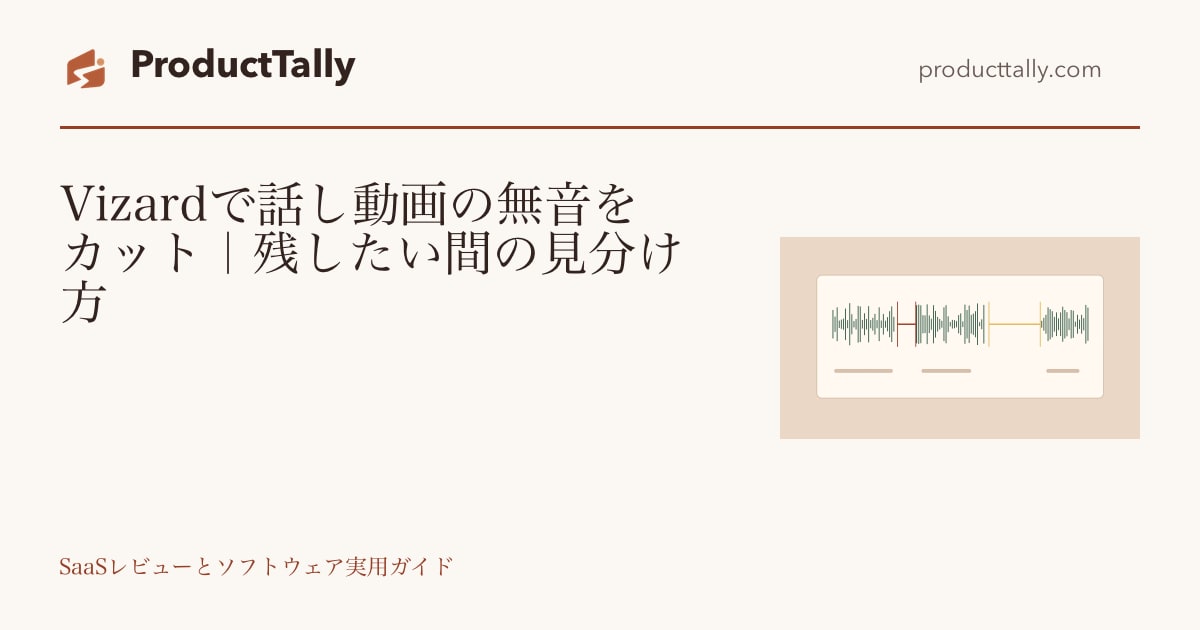 ProductTally
producttally.com
Vizardで話し動画の無音を
カット｜残したい間の見分け
方
SaaSレビューとソフトウェア実用ガイド